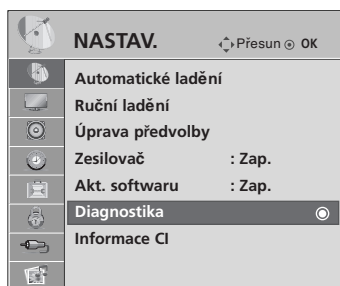 NASTAV. Přesun OK
Automatické ladění
Ruční ladění
Úprava předvolby
Zesilovač : Zap.
Akt. softwaru : Zap.
Diagnostika
Informace CI